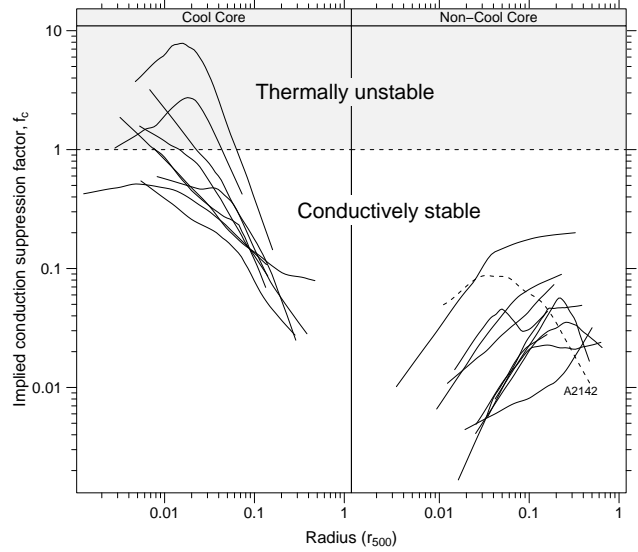 Cool Core
Non−Cool Core
10
1
0.1
0.01
Implied conduction suppression factor, fc
Thermally unstable
Conductively stable
A2142
0.01
0.1
1
0.01
0.1
1
Radius (r500)